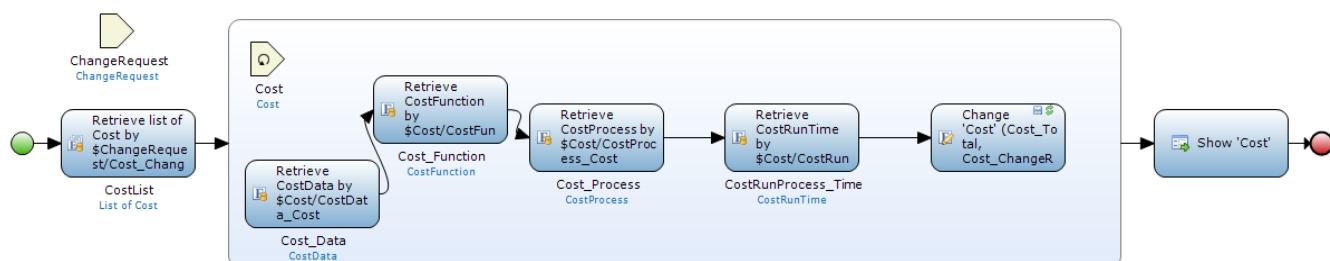 ChangeRequest
ChangeRequest
Retrieve list of
Cost by
$ChangeReque
st/Cost_Chang
CostList
List of Cost
Cost
Cost
Retrieve
CostData by
$Cost/CostDat
a_Cost
Cost_Data
CostData
Retrieve
CostFunction
by
$Cost/CostFun
Cost_Function
CostFunction
Retrieve
CostProcess by
$Cost/CostProc
ess_Cost
Cost_Process
CostProcess
Retrieve
CostRunTime
by
$Cost/CostRun
CostRunProcess_Time
CostRunTime
Change
'Cost' (Cost_To
tal,
Cost_ChangeR
Show 'Cost'